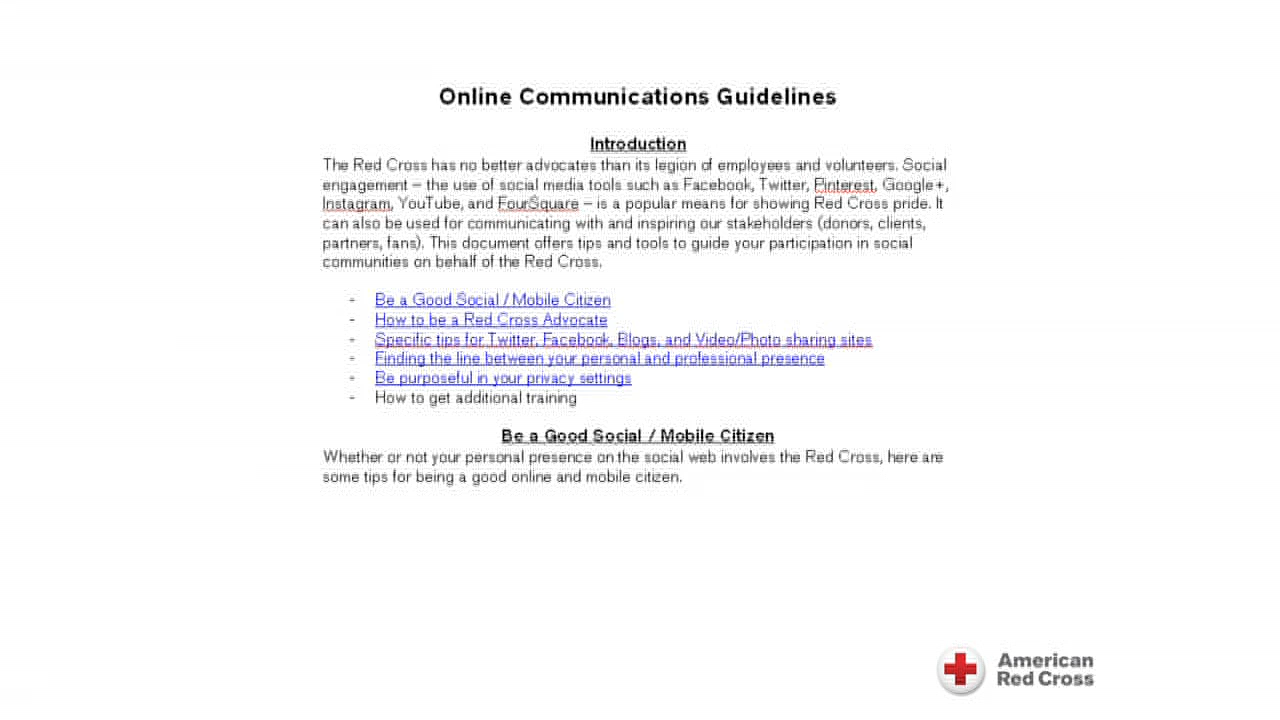 Online Communications Guidelines
Introduction
The Red Cross has no better advocates than its legion of employees and volunteers. Social
engagement – the use of social media tools such as Facebook, Twitter, Pinterest, Google+,
Instagram, YouTube, and FourSquare – is a popular means for showing Red Cross pride. It
can also be used for communicating with and inspiring our stakeholders (donors, clients,
partners, fans). This document offers tips and tools to guide your participation in social
communities on behalf of the Red Cross.
- Be a Good Social / Mobile Citizen
- How to be a Red Cross Advocate
- Specific tips for Twitter, Facebook, Blogs, and Video/Photo sharing sites
- Finding the line between your personal and professional presence
- Be purposeful in your privacy settings
- How to get additional training
Be a Good Social / Mobile Citizen
Whether or not your personal presence on the social web involves the Red Cross, here are
some tips for being a good online and mobile citizen.
American
Red Cross